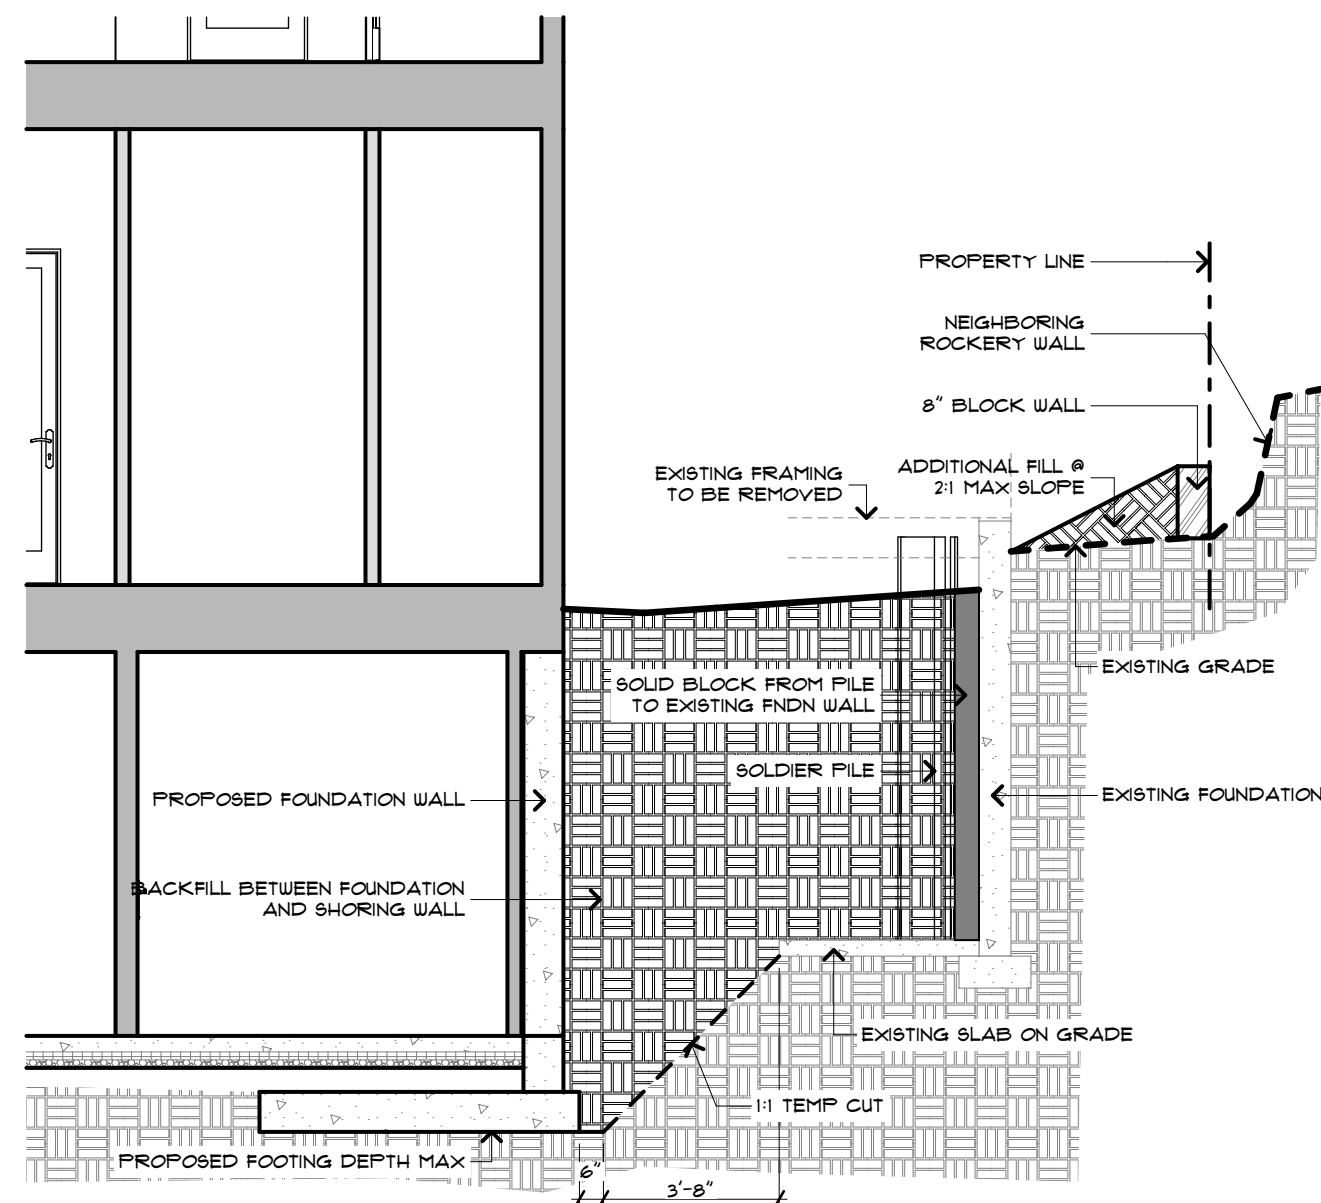 PROPERTY LINE
NEIGHBORING
ROCKERY WALL
8" BLOCK WALL
ADDITIONAL FILL @
2:1 MAX SLOPE
EXISTING FRAMING
TO BE REMOVED
EXISTING GRADE
SOLID BLOCK FROM PILE
TO EXISTING FNDN WALL
SOLDIER PILE
PROPOSED FOUNDATION WALL
EXISTING FOUNDATION
BACKFILL BETWEEN FOUNDATION
AND SHORING WALL
EXISTING SLAB ON GRADE
1:1 TEMP CUT
PROPOSED FOOTING DEPTH MAX
6"
3'-8"